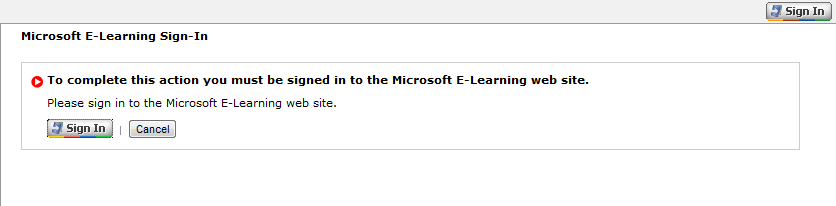 Sign In
Microsoft E-Learning Sign-In
To complete this action you must be signed in to the Microsoft E-Learning web site.
Please sign in to the Microsoft E-Learning web site.
Sign In | Cancel